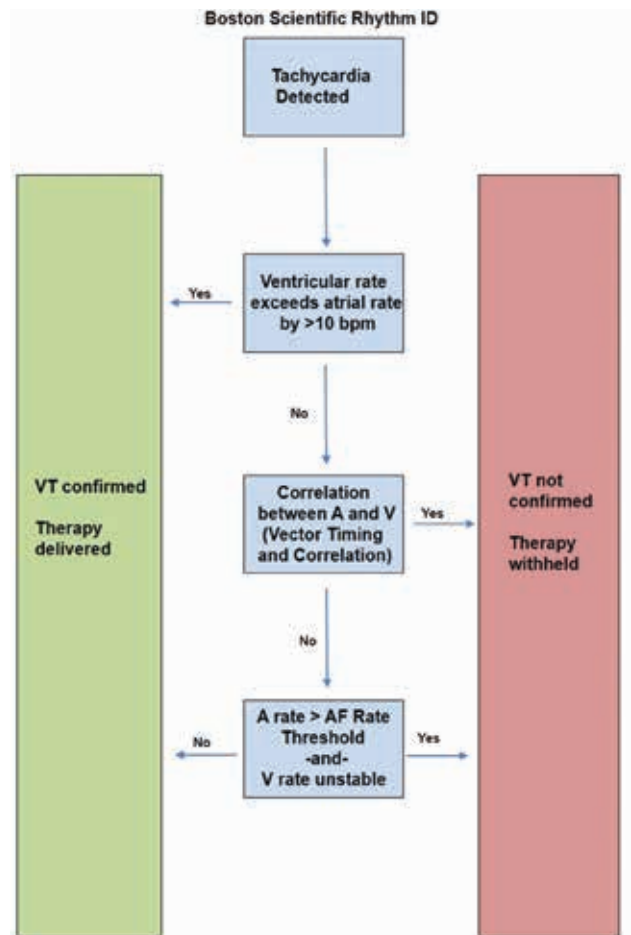 Boston Scientific Rhythm ID
Tachycardia
Detected
Ventricular rate
exceeds atrial rate
by >10 bpm
Yes
No
VT confirmed
Therapy
delivered
Correlation
between A and V
(Vector Timing
and Correlation)
Yes
VT not
confirmed
Therapy
withheld
No
A rate > AF Rate
Threshold
-and-
V rate unstable
No
Yes